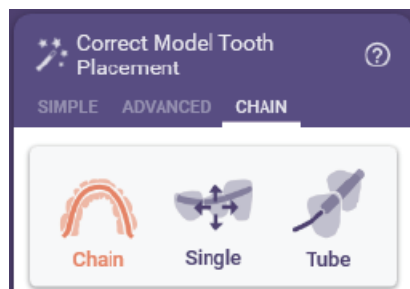 Correct Model Tooth
Placement
SIMPLE ADVANCED CHAIN
Chain Single Tube